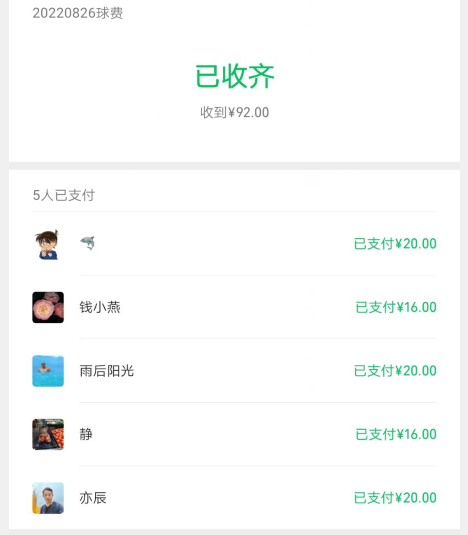 20220826球费
已收齐
收到¥92.00
5人已支付
🐬 已支付¥20.00
钱小燕 已支付¥16.00
雨后阳光 已支付¥20.00
静 已支付¥16.00
亦辰 已支付¥20.00